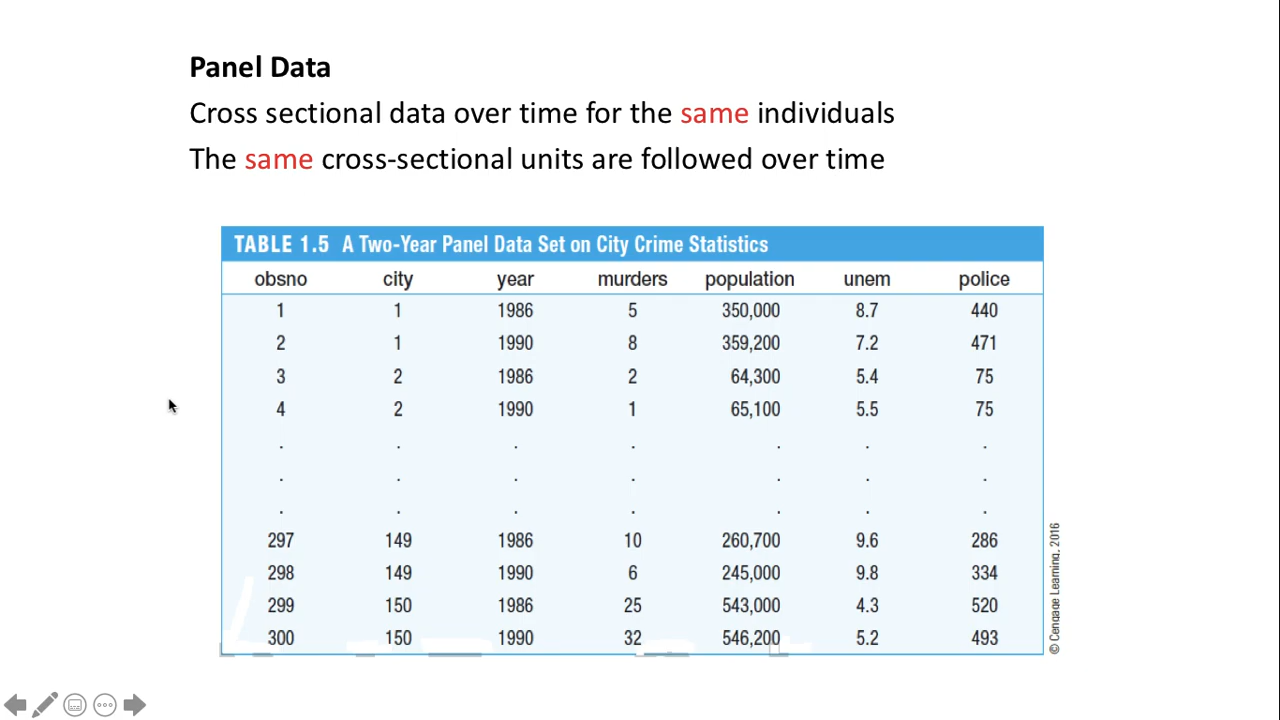 Panel Data
Cross sectional data over time for the same individuals
The same cross-sectional units are followed over time
TABLE 1.5 A Two-Year Panel Data Set on City Crime Statistics
obsno city year murders population unem police
1 1 1986 5 350,000 8.7 440
2 1 1990 8 359,200 7.2 471
3 2 1986 2 64,300 5.4 75
4 2 1990 1 65,100 5.5 75
. . . . . . .
. . . . . . .
. . . . . . .
297 149 1986 10 260,700 9.6 286
298 149 1990 6 245,000 9.8 334
299 150 1986 25 543,000 4.3 520
300 150 1990 32 546,200 5.2 493
© Cengage Learning, 2016